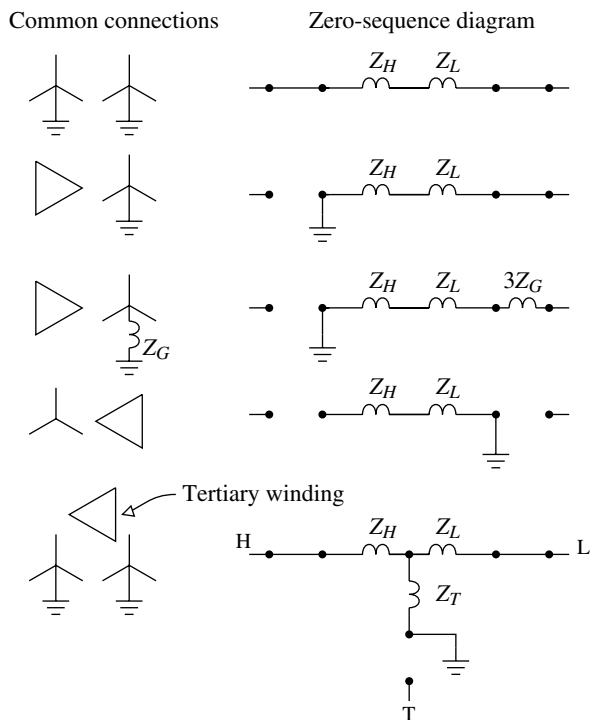 Common connections Zero-sequence diagram
Z_H Z_L
Z_H Z_L
Z_H Z_L 3Z_G
Z_G
Z_H Z_L
Tertiary winding
H Z_H Z_L L
Z_T
T